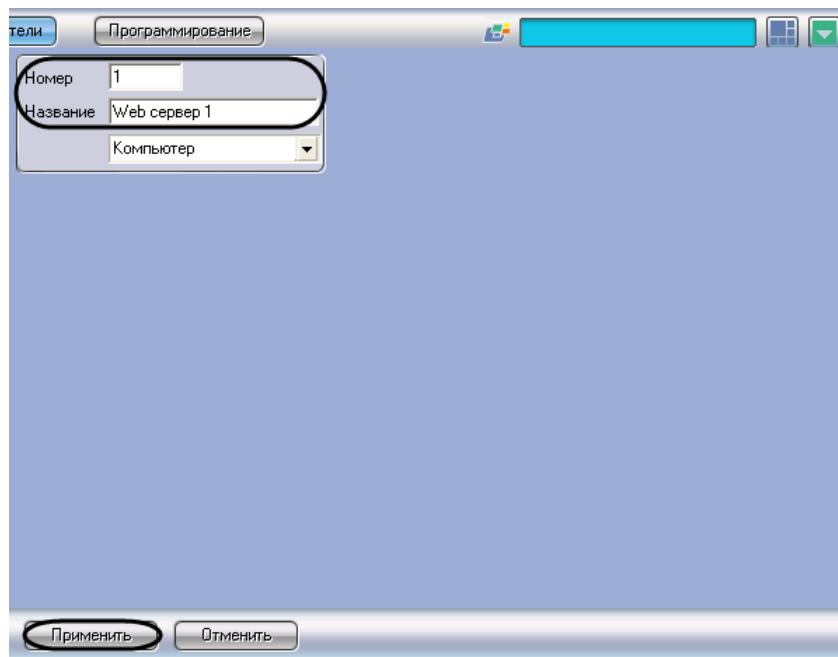 тели Программирование
Номер 1
Название Web сервер 1
Компьютер
Применить Отменить